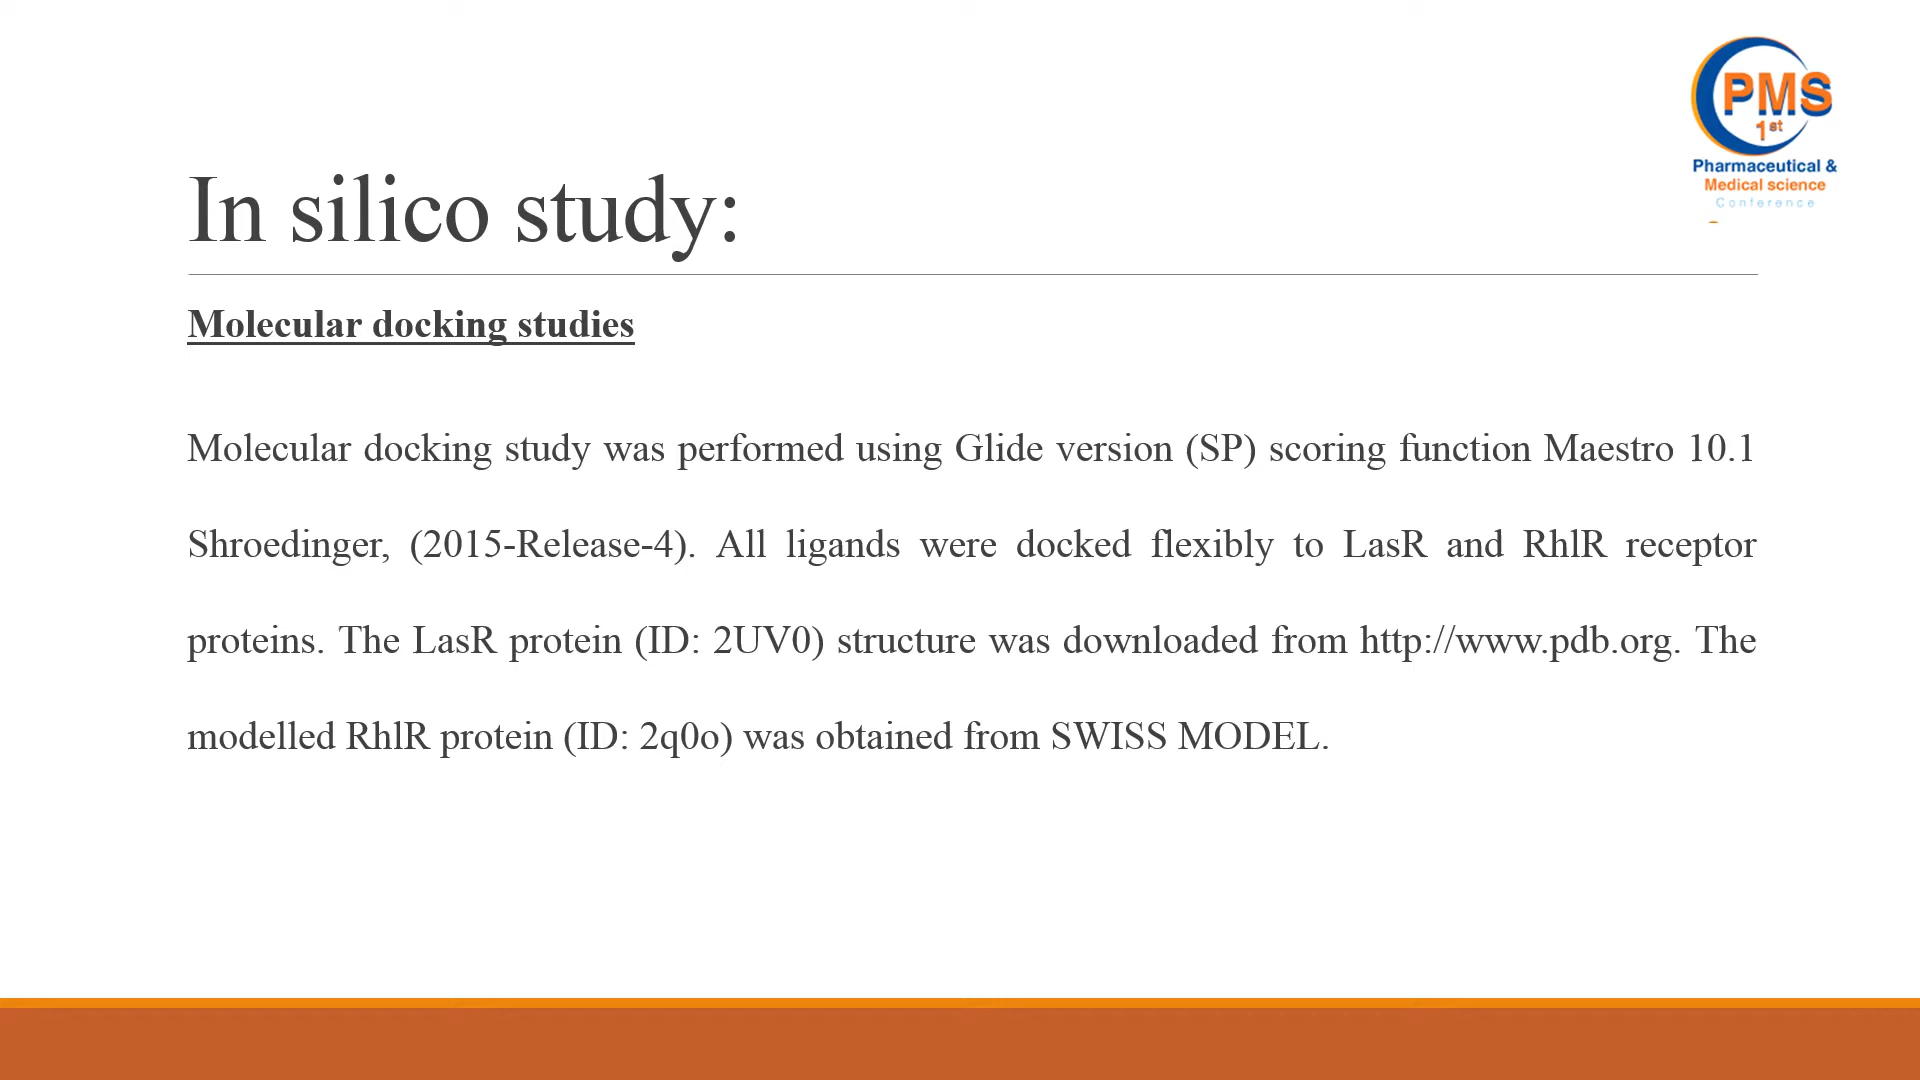 PMS
1st
Pharmaceutical &
Medical science
Conference
In silico study:
Molecular docking studies
Molecular docking study was performed using Glide version (SP) scoring function Maestro 10.1
Shroedinger, (2015-Release-4). All ligands were docked flexibly to LasR and RhlR receptor
proteins. The LasR protein (ID: 2UV0) structure was downloaded from http://www.pdb.org. The
modelled RhlR protein (ID: 2q0o) was obtained from SWISS MODEL.